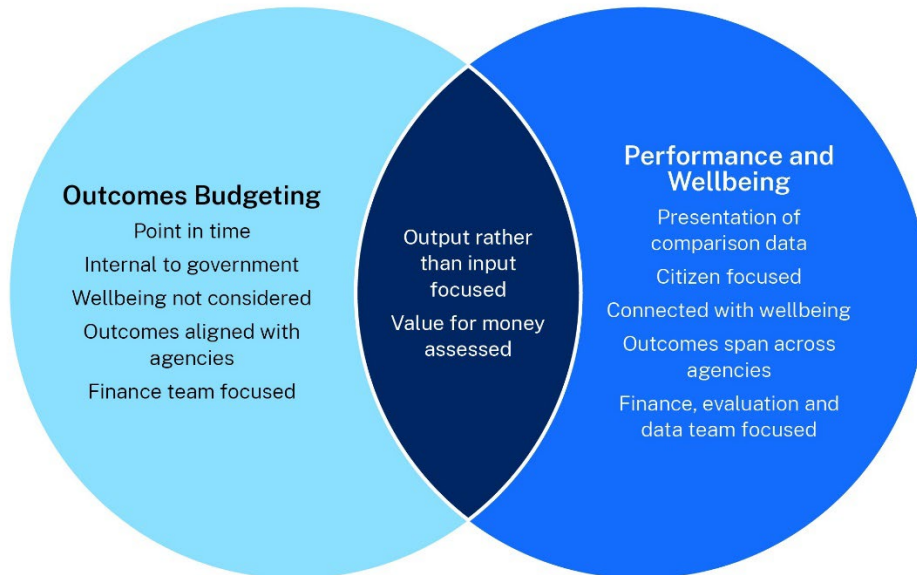 Outcomes Budgeting
Point in time
Internal to government
Wellbeing not considered
Outcomes aligned with
agencies
Finance team focused
Output rather
than input
focused
Value for money
assessed
Performance and
Wellbeing
Presentation of
comparison data
Citizen focused
Connected with wellbeing
Outcomes span across
agencies
Finance, evaluation and
data team focused